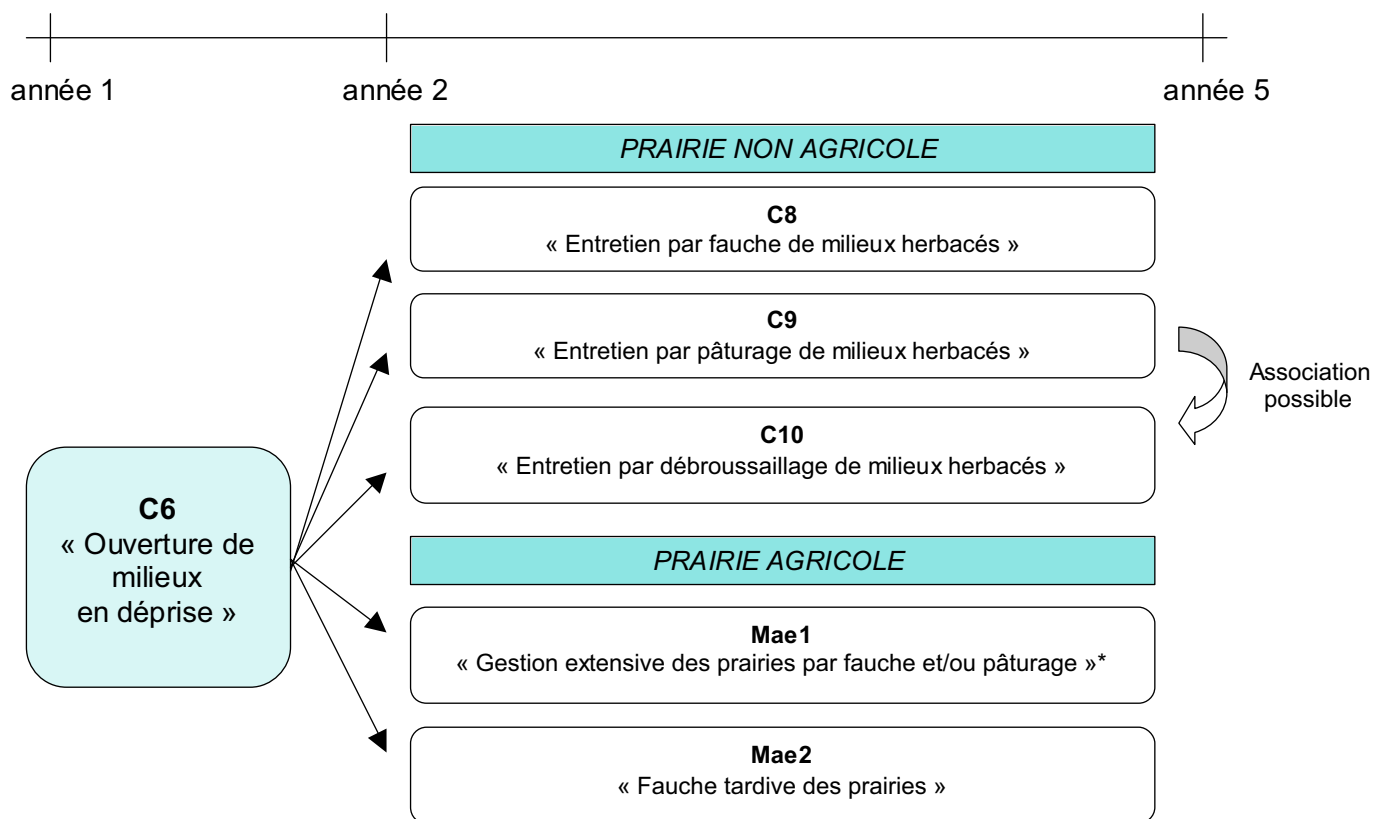 année 1
année 2
année 5
PRAIRIE NON AGRICOLE
C8
« Entretien par fauche de milieux herbacés »
C9
« Entretien par pâturage de milieux herbacés »
Association
possible
C10
« Entretien par débroussaillage de milieux herbacés »
C6
« Ouverture de
milieux
en déprise »
PRAIRIE AGRICOLE
Mae1
« Gestion extensive des prairies par fauche et/ou pâturage »*
Mae2
« Fauche tardive des prairies »